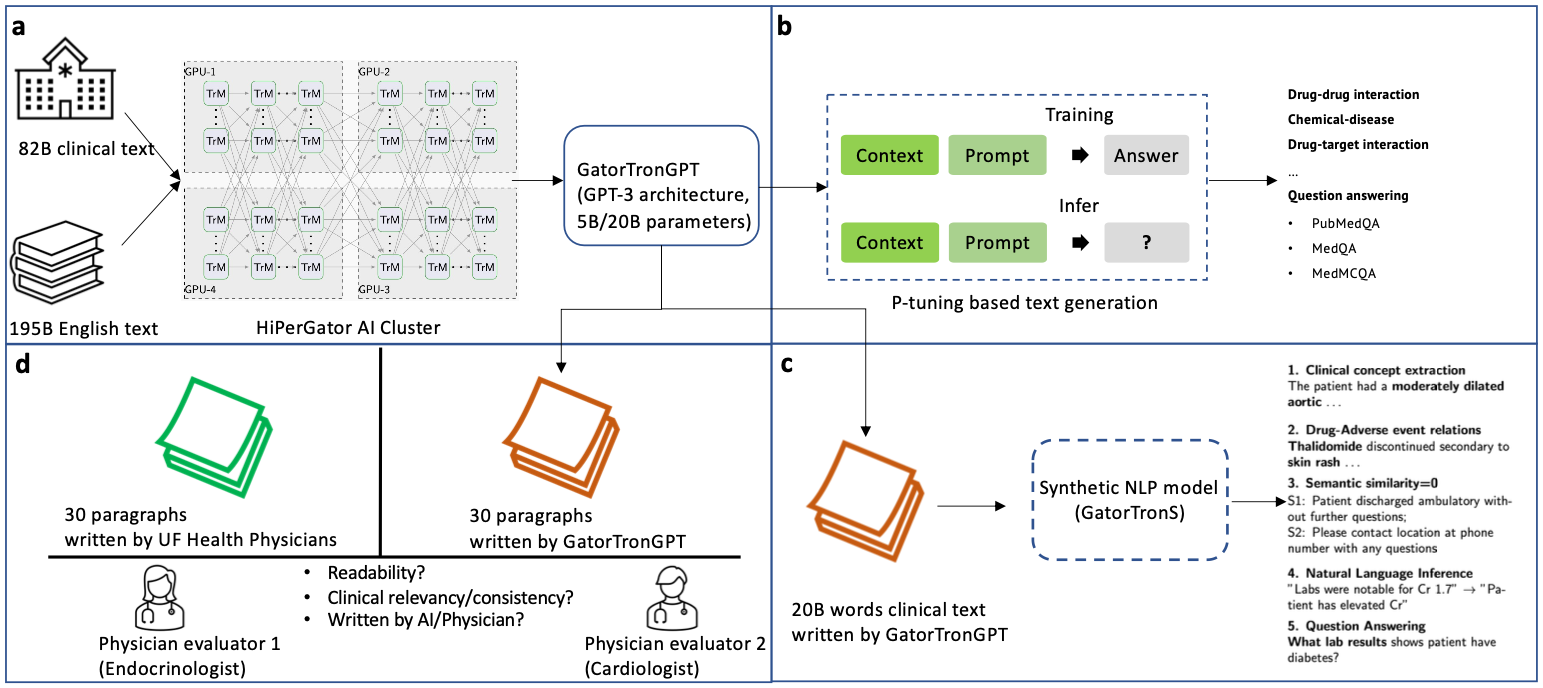 a
82B clinical text
195B English text
GPU-1
TrM TrM TrM
TrM TrM TrM
GPU-2
TrM TrM TrM
TrM TrM TrM
TrM TrM TrM
TrM TrM TrM
GPU-4
TrM TrM TrM
TrM TrM TrM
GPU-3
HiPerGator AI Cluster
GatorTronGPT
(GPT-3 architecture,
5B/20B parameters)
b
Training
Context Prompt Answer
Infer
Context Prompt ?
P-tuning based text generation
Drug-drug interaction
Chemical-disease
Drug-target interaction
...
Question answering
• PubMedQA
• MedQA
• MedMCQA
d
30 paragraphs
written by UF Health Physicians
30 paragraphs
written by GatorTronGPT
• Readability?
• Clinical relevancy/consistency?
• Written by AI/Physician?
Physician evaluator 1
(Endocrinologist)
Physician evaluator 2
(Cardiologist)
c
20B words clinical text
written by GatorTronGPT
Synthetic NLP model
(GatorTronS)
1. Clinical concept extraction
The patient had a moderately dilated
aortic . . .
2. Drug-Adverse event relations
Thalidomide discontinued secondary to
skin rash . . .
3. Semantic similarity=0
S1: Patient discharged ambulatory with-
out further questions;
S2: Please contact location at phone
number with any questions
4. Natural Language Inference
"Labs were notable for Cr 1.7" → "Pa-
tient has elevated Cr"
5. Question Answering
What lab results shows patient have
diabetes?